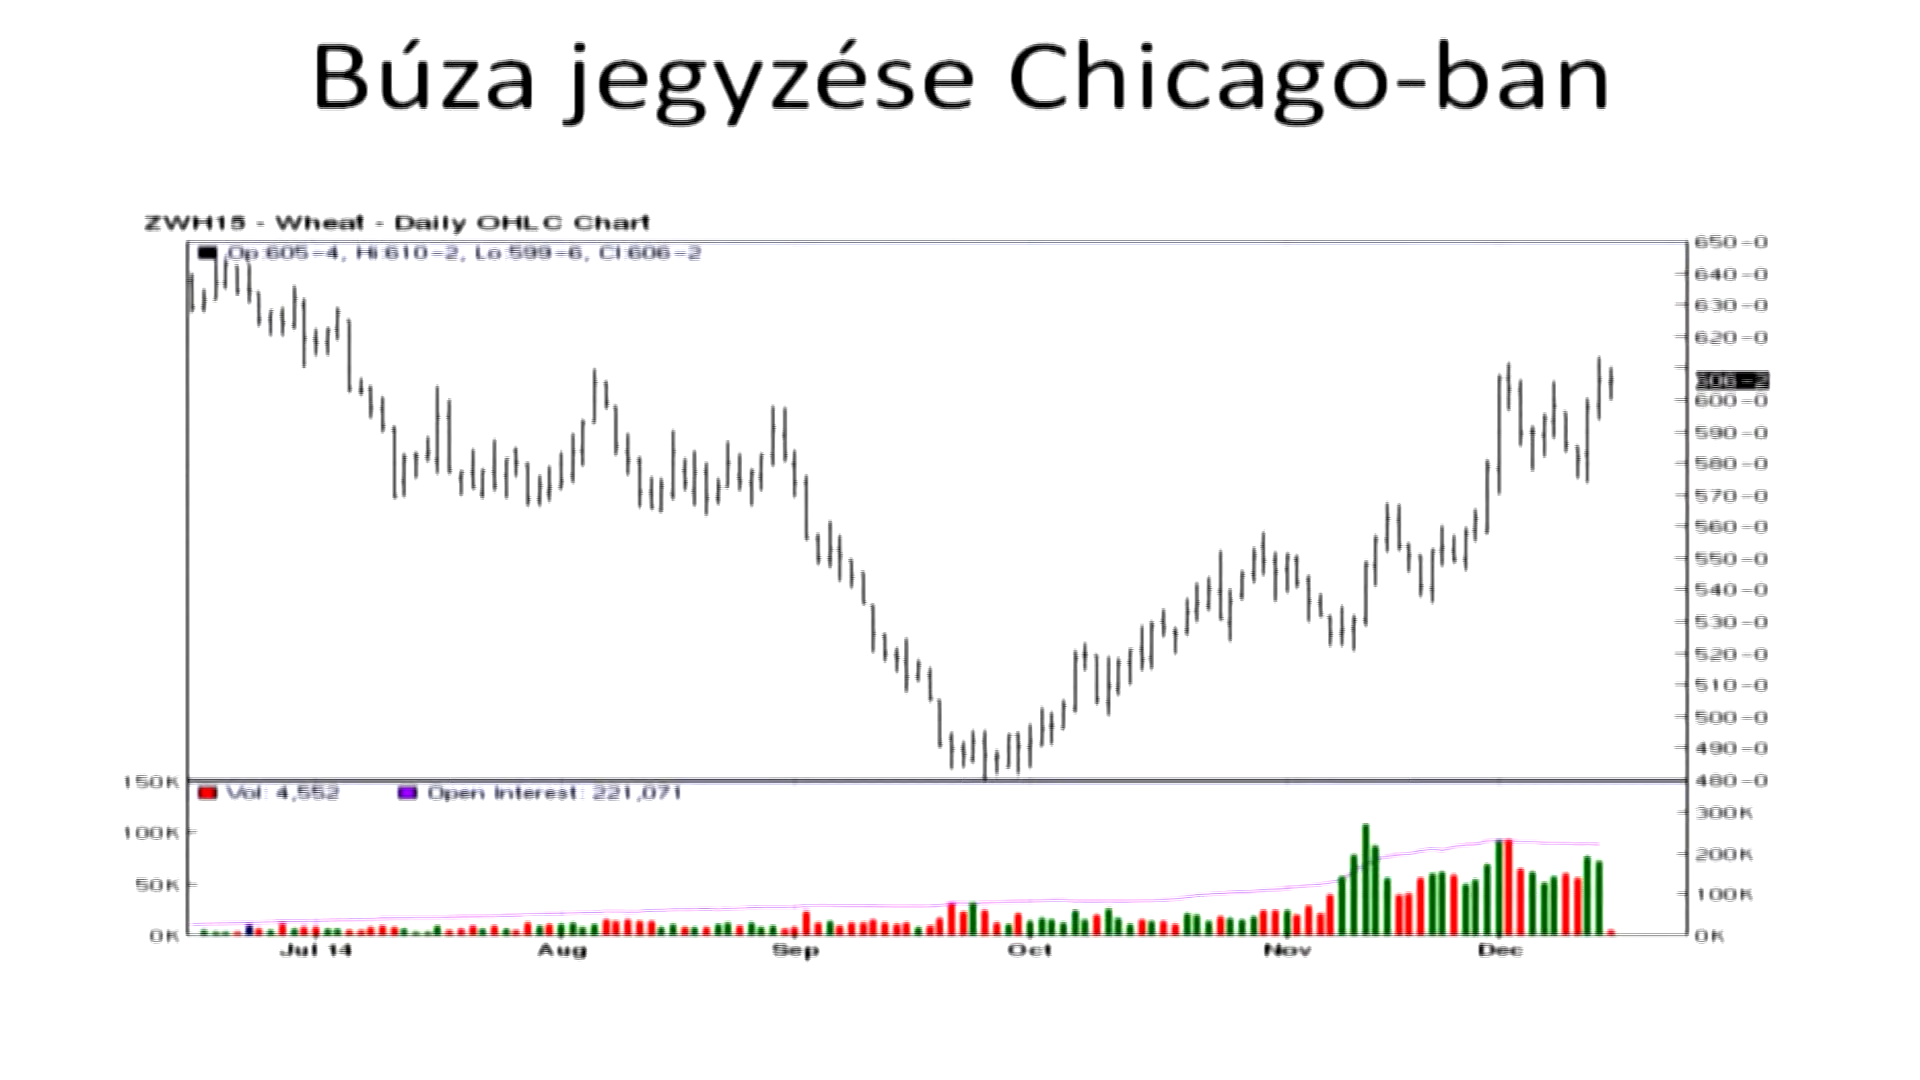 Búza jegyzése Chicago-ban
ZWH15 - Wheat - Daily OHLC Chart
Op:605-4, Hi:610-2, Lo:599-6, Cl:606-2
650-0
640-0
630-0
620-0
606-2
600-0
590-0
580-0
570-0
560-0
550-0
540-0
530-0
520-0
510-0
500-0
490-0
480-0
150K
Vol: 4,552 Open Interest: 221,071
300K
100K
200K
50K
100K
0K
0K
Jul 14 Aug Sep Oct Nov Dec